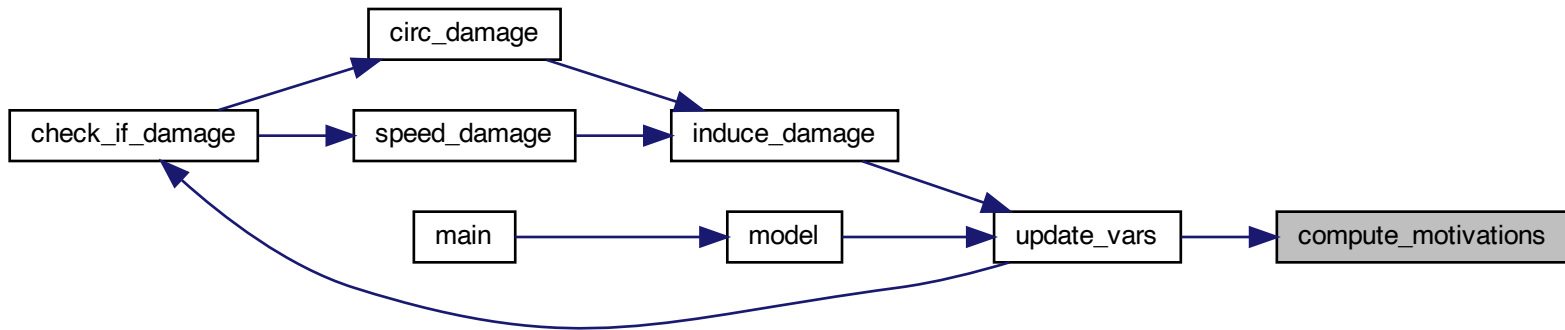 circ_damage
check_if_damage
speed_damage
induce_damage
main
model
update_vars
compute_motivations